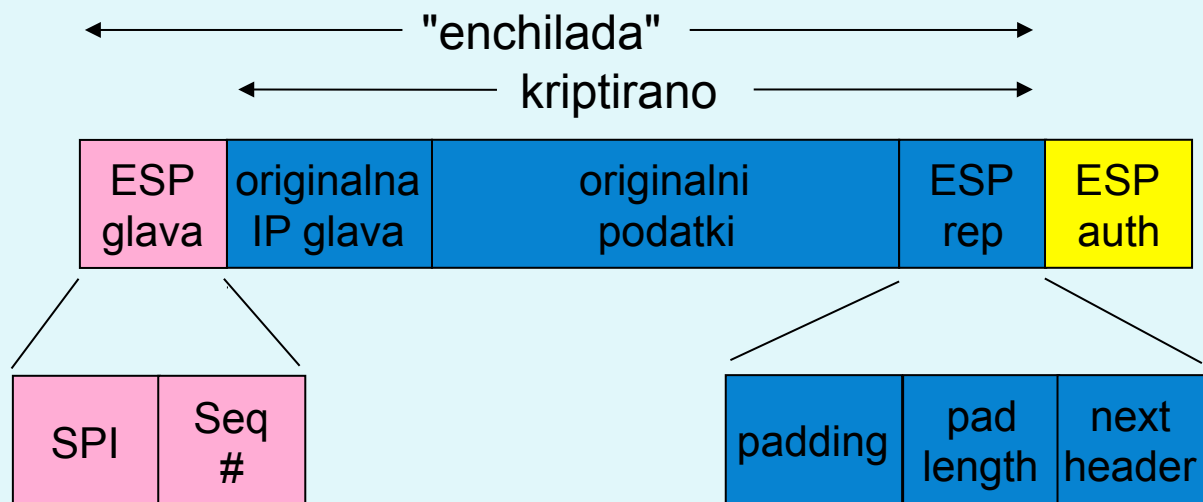 "enchilada"
kriptirano
ESP
glava
originalna
IP glava
originalni
podatki
ESP
rep
ESP
auth
SPI
Seq
#
padding
pad
length
next
header